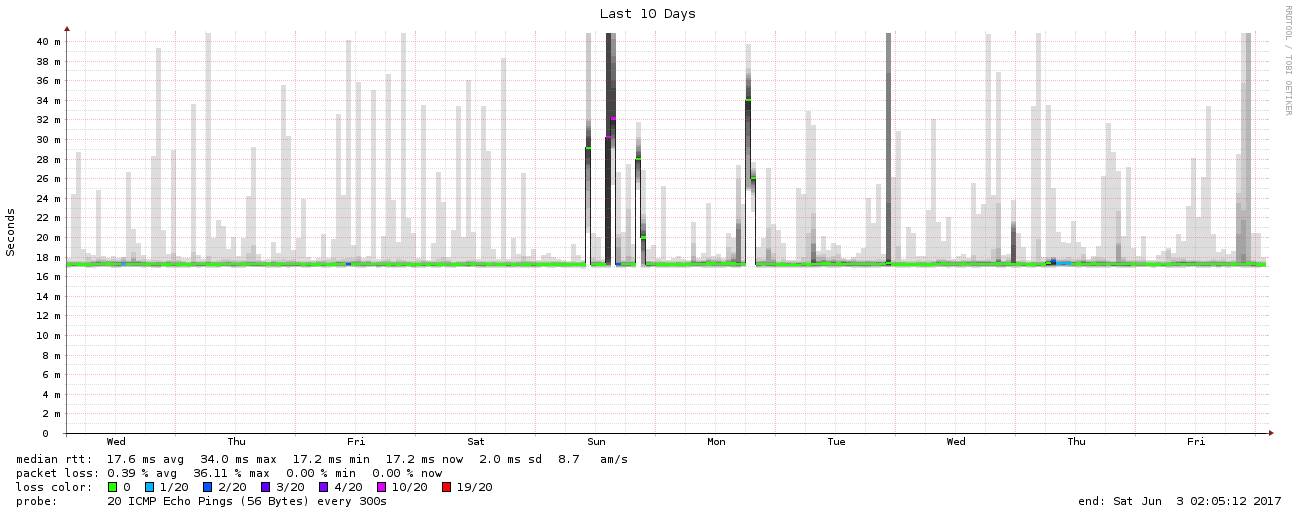 Last 10 Days
RRDTOOL / TOBI OETIKER
Seconds
40 m
38 m
36 m
34 m
32 m
30 m
28 m
26 m
24 m
22 m
20 m
18 m
16 m
14 m
12 m
10 m
8 m
6 m
4 m
2 m
0
Wed Thu Fri Sat Sun Mon Tue Wed Thu Fri
median rtt: 17.6 ms avg 34.0 ms max 17.2 ms min 17.2 ms now 2.0 ms sd 8.7 am/s
packet loss: 0.39 % avg 36.11 % max 0.00 % min 0.00 % now
loss color: 0 1/20 2/20 3/20 4/20 10/20 19/20
probe: 20 ICMP Echo Pings (56 Bytes) every 300s end: Sat Jun 3 02:05:12 2017